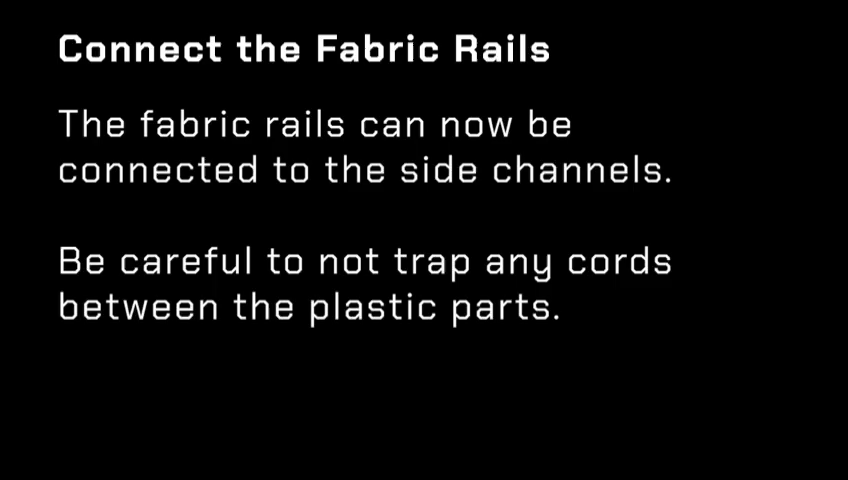 Connect the Fabric Rails
The fabric rails can now be
connected to the side channels.
Be careful to not trap any cords
between the plastic parts.